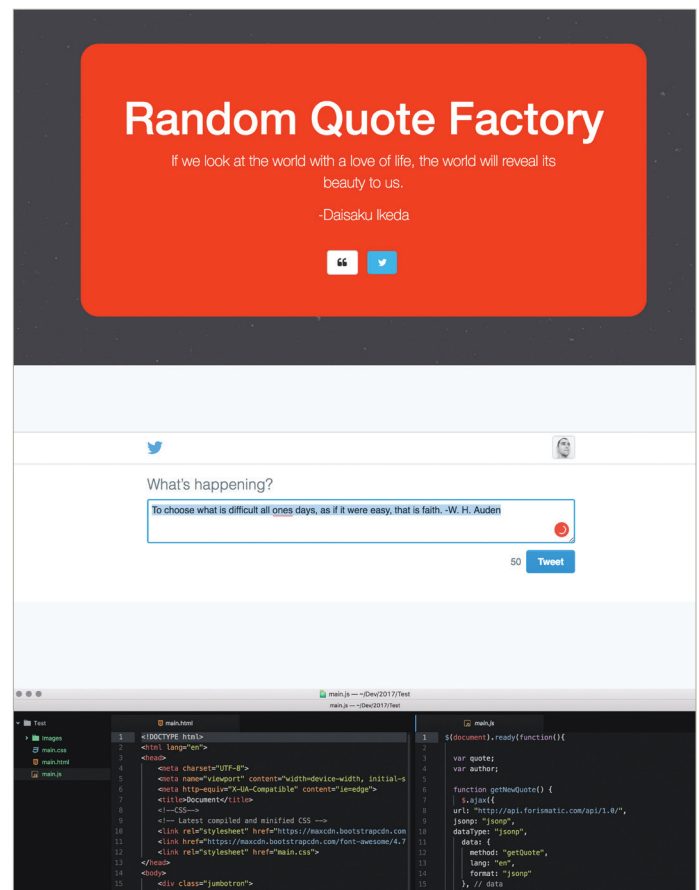 Random Quote Factory
If we look at the world with a love of life, the world will reveal its
beauty to us.
-Daisaku Ikeda
What's happening?
To choose what is difficult all ones days, as if it were easy, that is faith. -W. H. Auden
50 Tweet
main.js — ~/Dev/2017/Test
main.js — ~/Dev/2017/Test
Test
Images
main.css
main.html
main.js
main.html
1 <!DOCTYPE html>
2 <html lang="en">
3 <head>
4 <meta charset="UTF-8">
5 <meta name="viewport" content="width=device-width, initial-s
6 <meta http-equiv="X-UA-Compatible" content="ie=edge">
7 <title>Document</title>
8 <!--CSS-->
9 <!-- Latest compiled and minified CSS -->
10 <link rel="stylesheet" href="https://maxcdn.bootstrapcdn.com
11 <link href="https://maxcdn.bootstrapcdn.com/font-awesome/4.7
12 <link rel="stylesheet" href="main.css">
13 </head>
14 <body>
15 <div class="jumbotron">
main.js
1 $(document).ready(function(){
2
3 var quote;
4 var author;
5
6 function getNewQuote() {
7 $.ajax({
8 url: "http://api.forismatic.com/api/1.0/",
9 jsonp: "jsonp",
10 dataType: "jsonp",
11 data: {
12 method: "getQuote",
13 lang: "en",
14 format: "jsonp"
15 }, // data